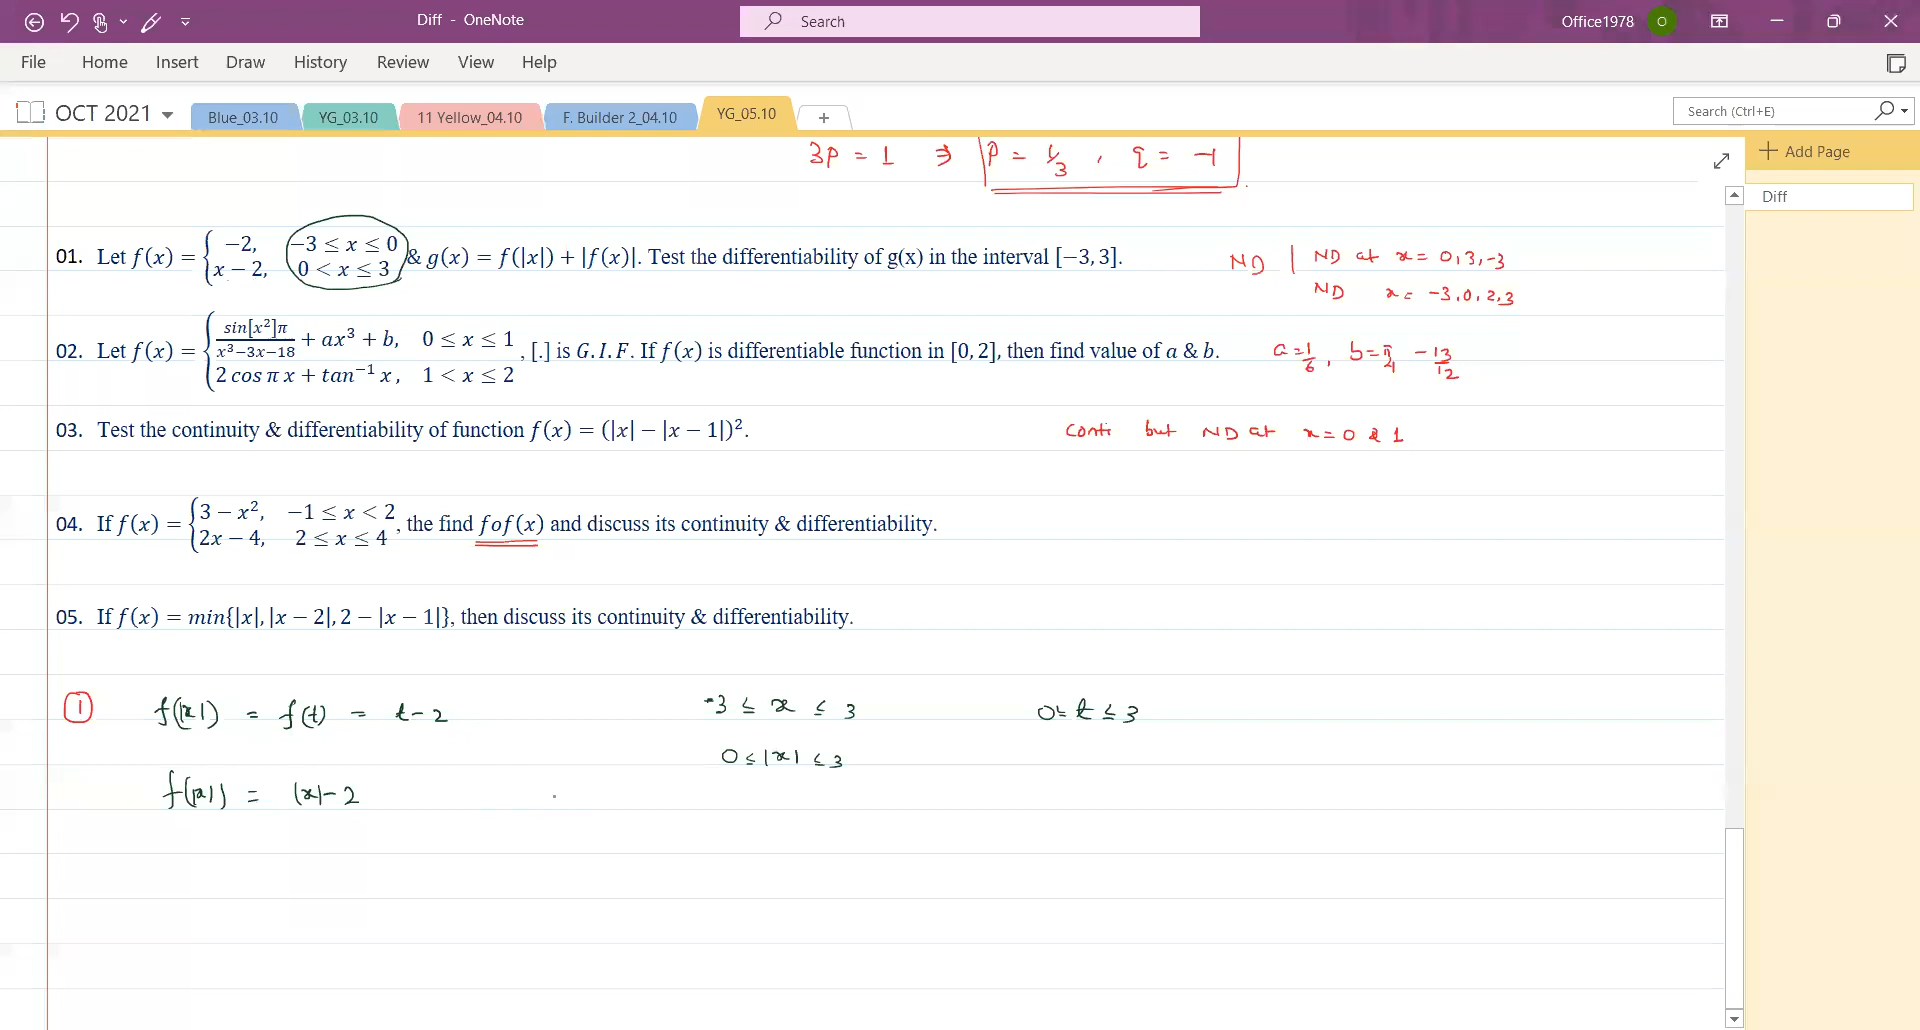 Diff - OneNote
Search
Office1978
O
File Home Insert Draw History Review View Help
OCT 2021
Blue_03.10
YG_03.10
11 Yellow_04.10
F. Builder 2_04.10
YG_05.10
+
Search (Ctrl+E)
Add Page
Diff
3p = 1 ⇒ p = 1/3 , q = -1
01. Let f(x) = { -2, -3 ≤ x ≤ 0 ; x - 2, 0 < x ≤ 3 & g(x) = f(|x|) + |f(x)|. Test the differentiability of g(x) in the interval [-3, 3].
ND | ND at x = 0, 3, -3
ND x = -3, 0, 2, 3
02. Let f(x) = { sin[x²]π / x³-3x-18 + ax³ + b, 0 ≤ x ≤ 1 ; 2 cos π x + tan⁻¹ x, 1 < x ≤ 2 , [.] is G.I.F. If f(x) is differentiable function in [0, 2], then find value of a & b.
a = 1/6, b = π/4 - 13/12
03. Test the continuity & differentiability of function f(x) = (|x| - |x - 1|)².
conti but ND at x = 0 & 1
04. If f(x) = { 3 - x², -1 ≤ x < 2 ; 2x - 4, 2 ≤ x ≤ 4 , the find fof(x) and discuss its continuity & differentiability.
05. If f(x) = min{|x|, |x - 2|, 2 - |x - 1|}, then discuss its continuity & differentiability.
1 f(|x|) = f(t) = t - 2 -3 ≤ x ≤ 3 0 ≤ t ≤ 3
0 ≤ |x| ≤ 3
f(|x|) = |x| - 2